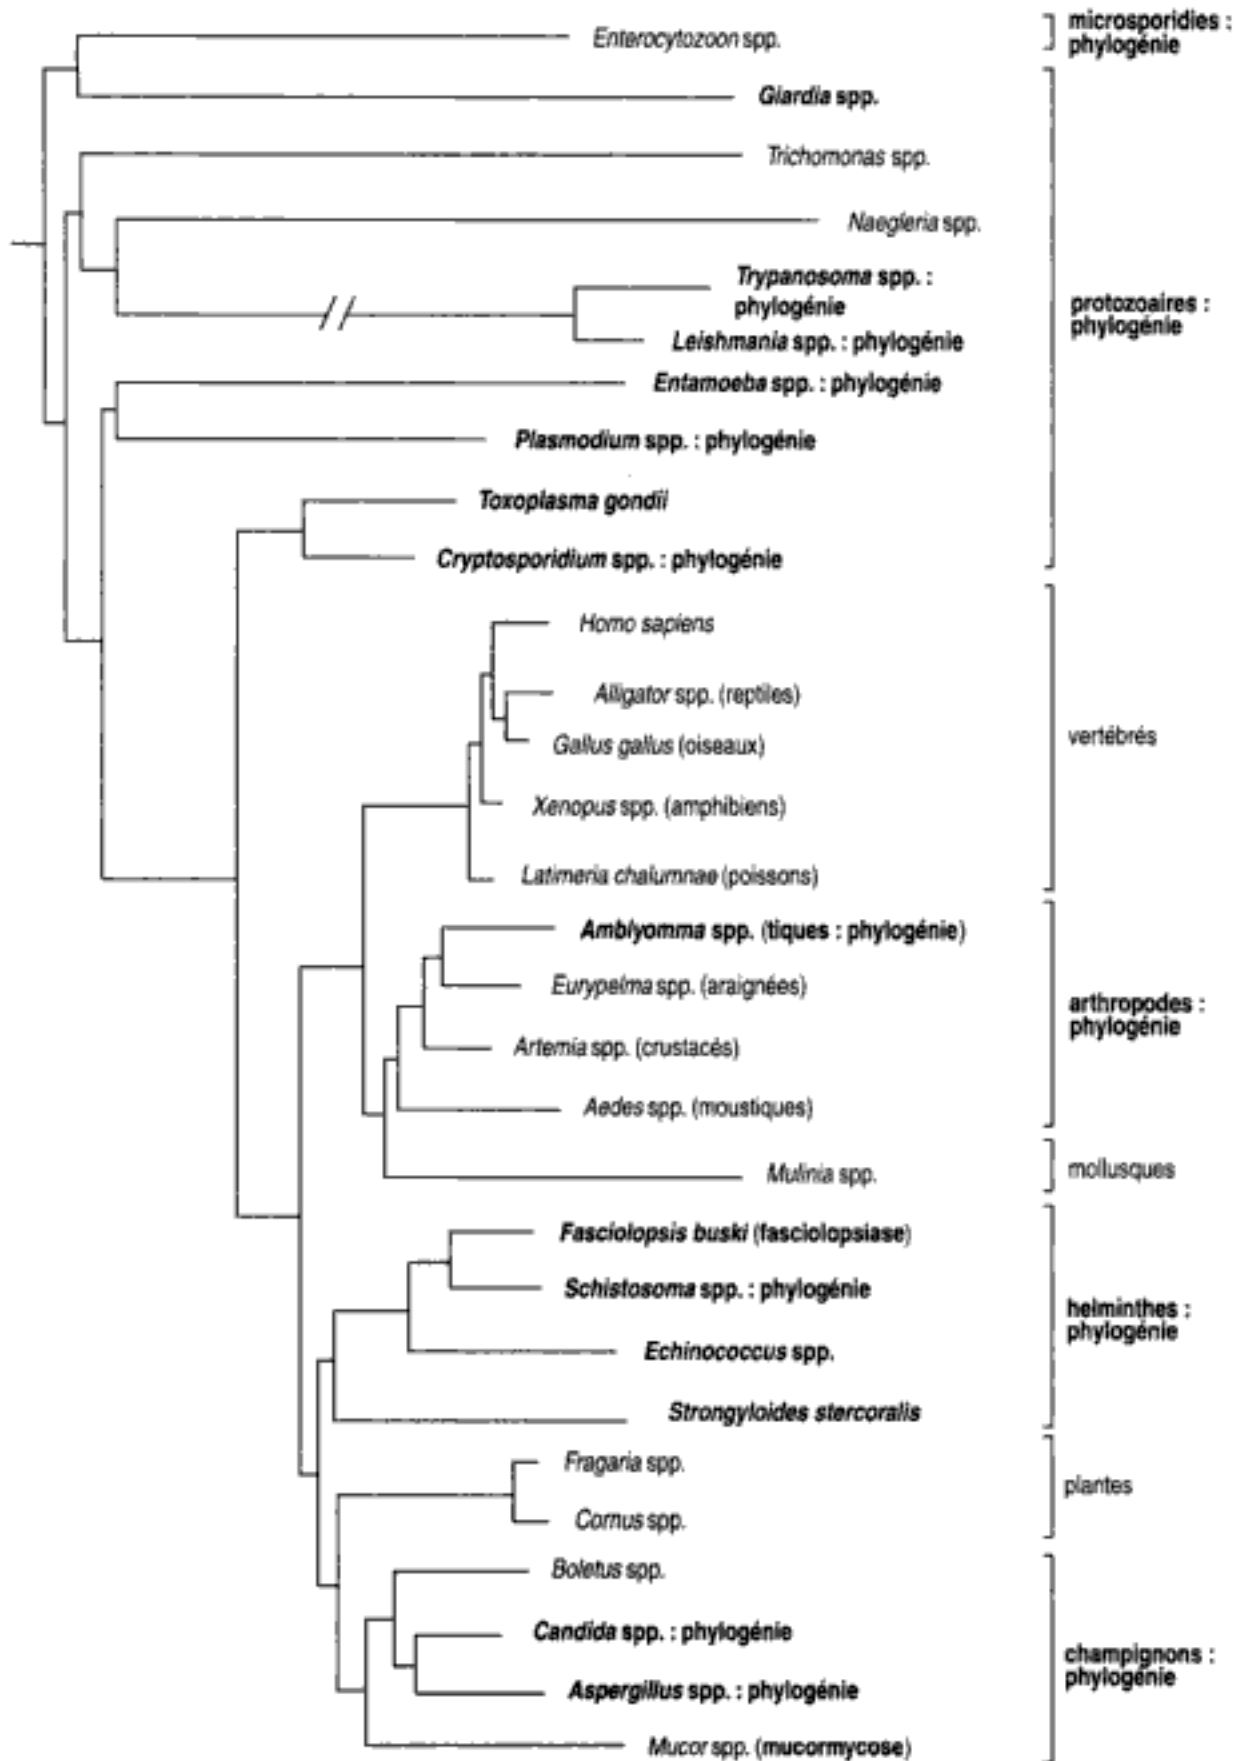 microsporidies :
phylogénie
Enterocytozoon spp.
Giardia spp.
Trichomonas spp.
Naegleria spp.
Trypanosoma spp. :
phylogénie
protozoaires :
phylogénie
Leishmania spp. : phylogénie
Entamoeba spp. : phylogénie
Plasmodium spp. : phylogénie
Toxoplasma gondii
Cryptosporidium spp. : phylogénie
Homo sapiens
Alligator spp. (reptiles)
vertébrés
Gallus gallus (oiseaux)
Xenopus spp. (amphibiens)
Latimeria chalumnae (poissons)
Amblyomma spp. (tiques : phylogénie)
Eurypelma spp. (araignées)
arthropodes :
phylogénie
Artemia spp. (crustacés)
Aedes spp. (moustiques)
Mulinia spp.
mollusques
Fasciolopsis buski (fasciolopsiase)
Schistosoma spp. : phylogénie
helminthes :
phylogénie
Echinococcus spp.
Strongyloides stercoralis
Fragaria spp.
plantes
Cornus spp.
Boletus spp.
Candida spp. : phylogénie
champignons :
phylogénie
Aspergillus spp. : phylogénie
Mucor spp. (mucormycose)